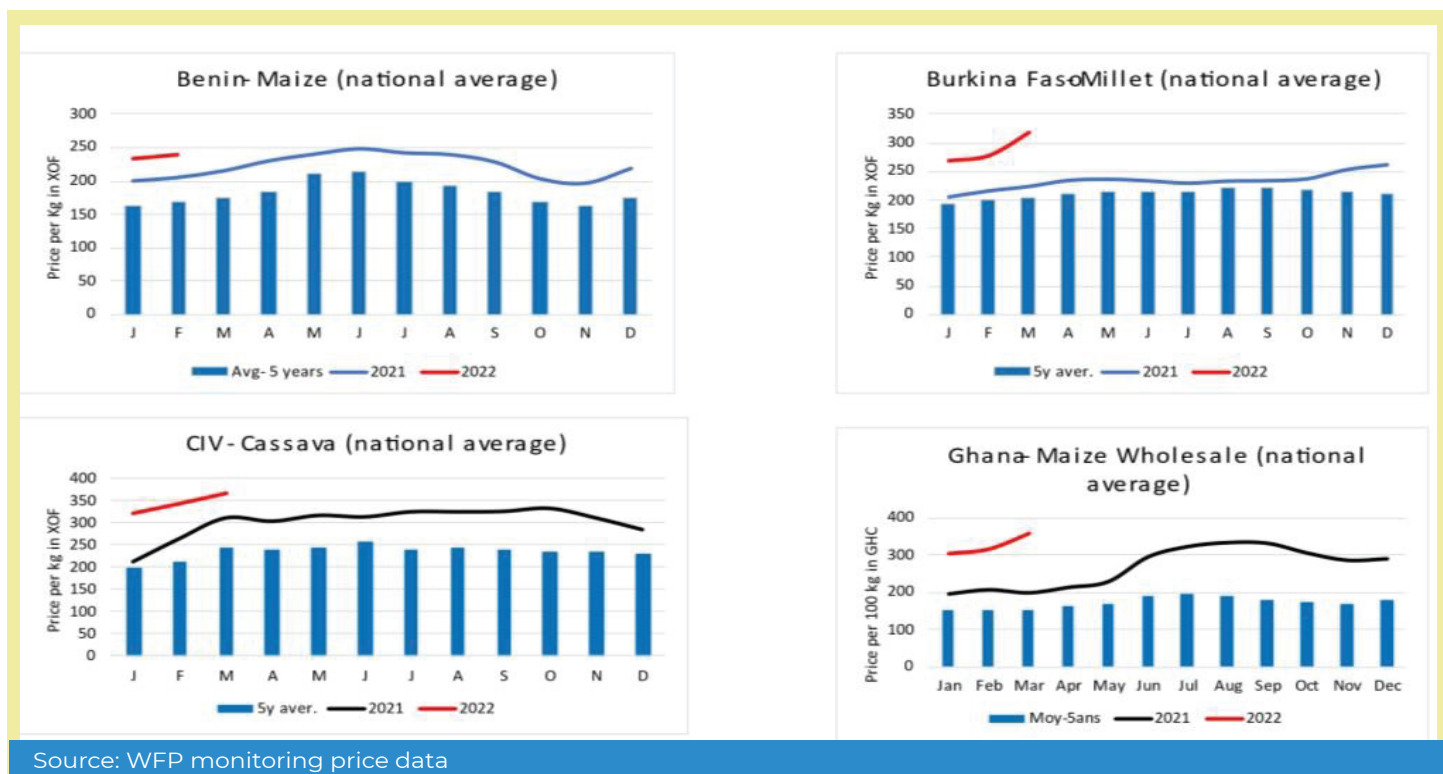 Benin- Maize (national average)
Price per Kg in XOF
300
250
200
150
100
50
0
J F M A M J J A S O N D
Avg- 5 years 2021 2022
Burkina FasoMillet (national average)
Price per Kg in XOF
350
300
250
200
150
100
50
0
J F M A M J J A S O N D
5y aver. 2021 2022
CIV- Cassava (national average)
Price per kg in XOF
400
350
300
250
200
150
100
50
0
J F M A M J J A S O N D
5y aver. 2021 2022
Ghana- Maize Wholesale (national
average)
Price per 100 kg in GHC
400
300
200
100
0
Jan Feb Mar Apr May Jun Jul Aug Sep Oct Nov Dec
Moy-5ans 2021 2022
Source: WFP monitoring price data